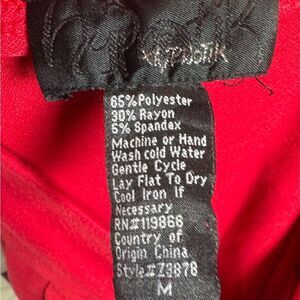 65%Polyester
30% Rayon
5% Spandex
Machine or Hand
Wash cold Water
Gentle Cycle
Lay Flat To Dry
Cool Iron If
Necessary
RN#119866
Country of
Origin China
Style#Z9878
M